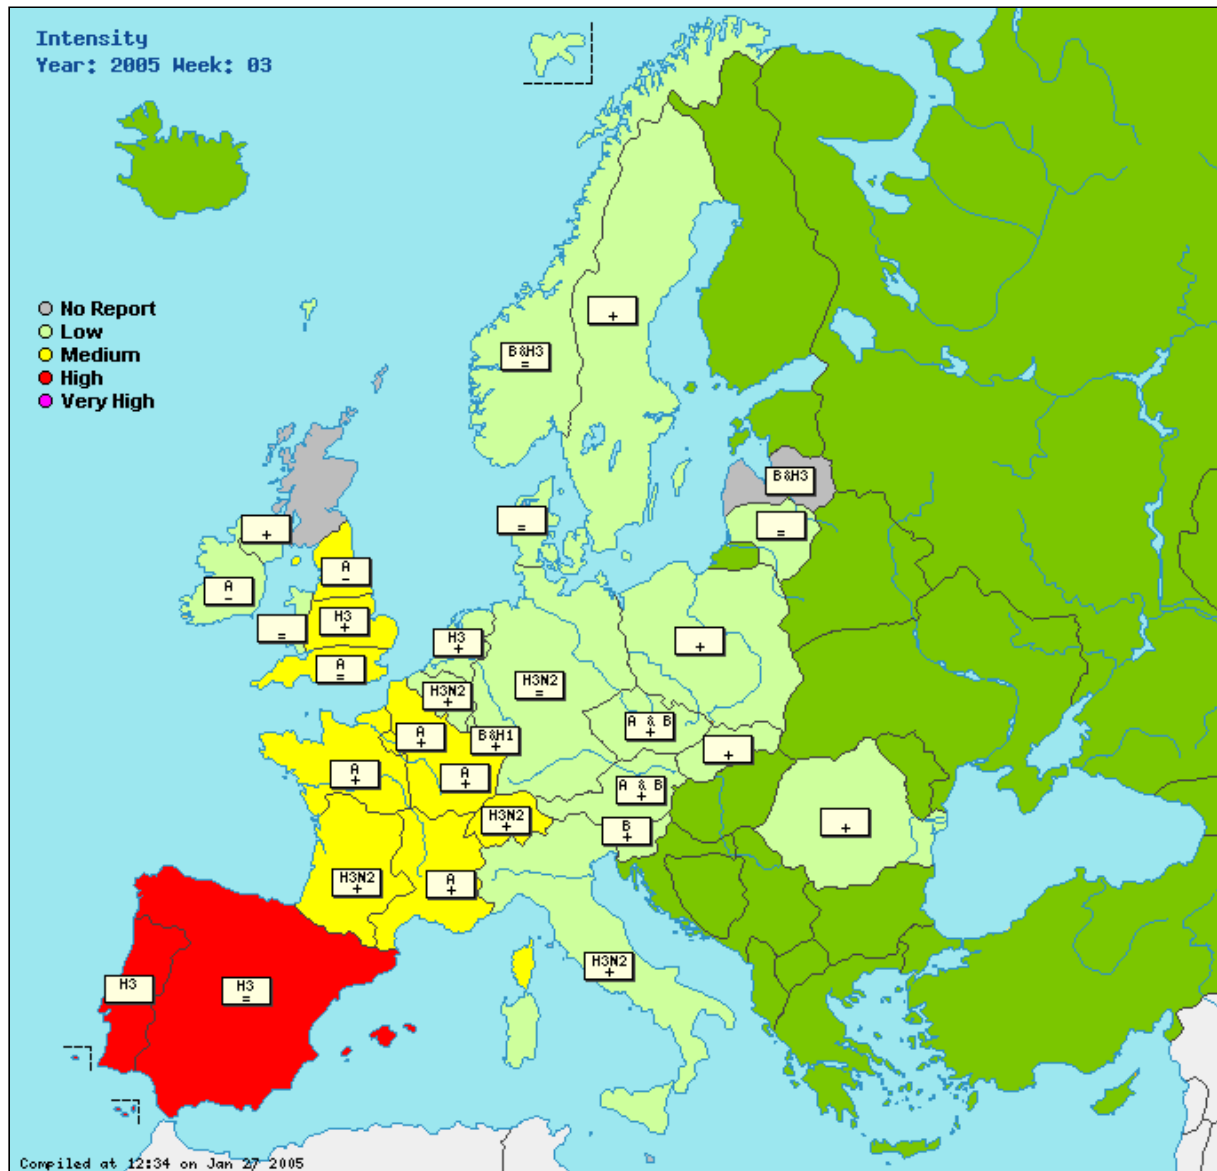 Intensity
Year: 2005 Week: 03
No Report
Low
Medium
High
Very High
+
B&H3
=
B&H3
=
+
=
A
-
A
-
H3
+
=
A
=
H3
+
+
H3N2
+
H3N2
=
A
+
B&H1
+
A & B
+
+
A
+
A
+
A & B
+
H3N2
+
B
+
+
H3N2
+
A
+
H3N2
+
H3
H3
=
Compiled at 12:34 on Jan 27 2005